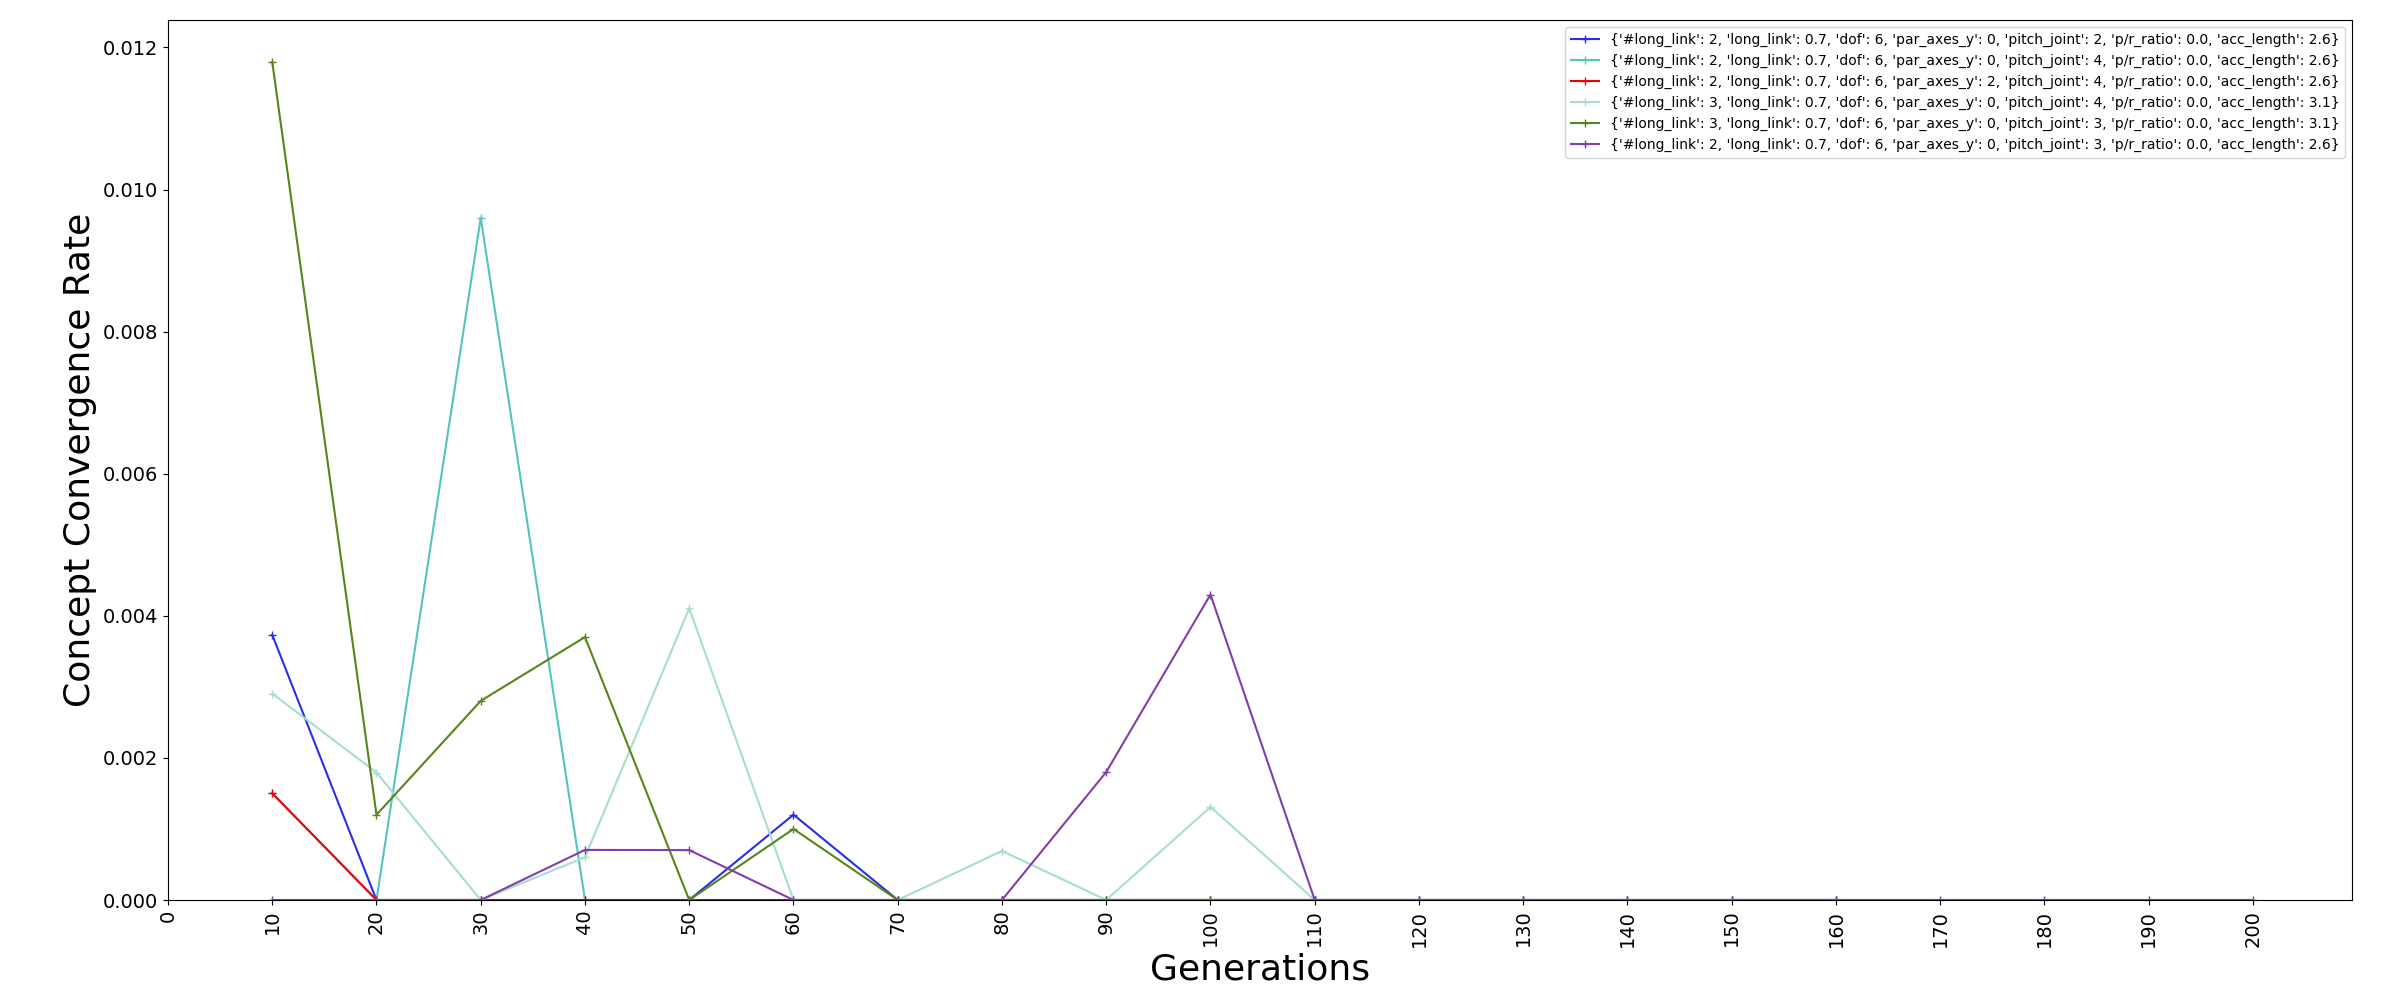 0.012
0.010
0.008
0.006
0.004
0.002
0.000
Concept Convergence Rate
{'#long_link': 2, 'long_link': 0.7, 'dof': 6, 'par_axes_y': 0, 'pitch_joint': 2, 'p/r_ratio': 0.0, 'acc_length': 2.6}
{'#long_link': 2, 'long_link': 0.7, 'dof': 6, 'par_axes_y': 0, 'pitch_joint': 4, 'p/r_ratio': 0.0, 'acc_length': 2.6}
{'#long_link': 2, 'long_link': 0.7, 'dof': 6, 'par_axes_y': 2, 'pitch_joint': 4, 'p/r_ratio': 0.0, 'acc_length': 2.6}
{'#long_link': 3, 'long_link': 0.7, 'dof': 6, 'par_axes_y': 0, 'pitch_joint': 4, 'p/r_ratio': 0.0, 'acc_length': 3.1}
{'#long_link': 3, 'long_link': 0.7, 'dof': 6, 'par_axes_y': 0, 'pitch_joint': 3, 'p/r_ratio': 0.0, 'acc_length': 3.1}
{'#long_link': 2, 'long_link': 0.7, 'dof': 6, 'par_axes_y': 0, 'pitch_joint': 3, 'p/r_ratio': 0.0, 'acc_length': 2.6}
0 10 20 30 40 50 60 70 80 90 100 110 120 130 140 150 160 170 180 190 200
Generations